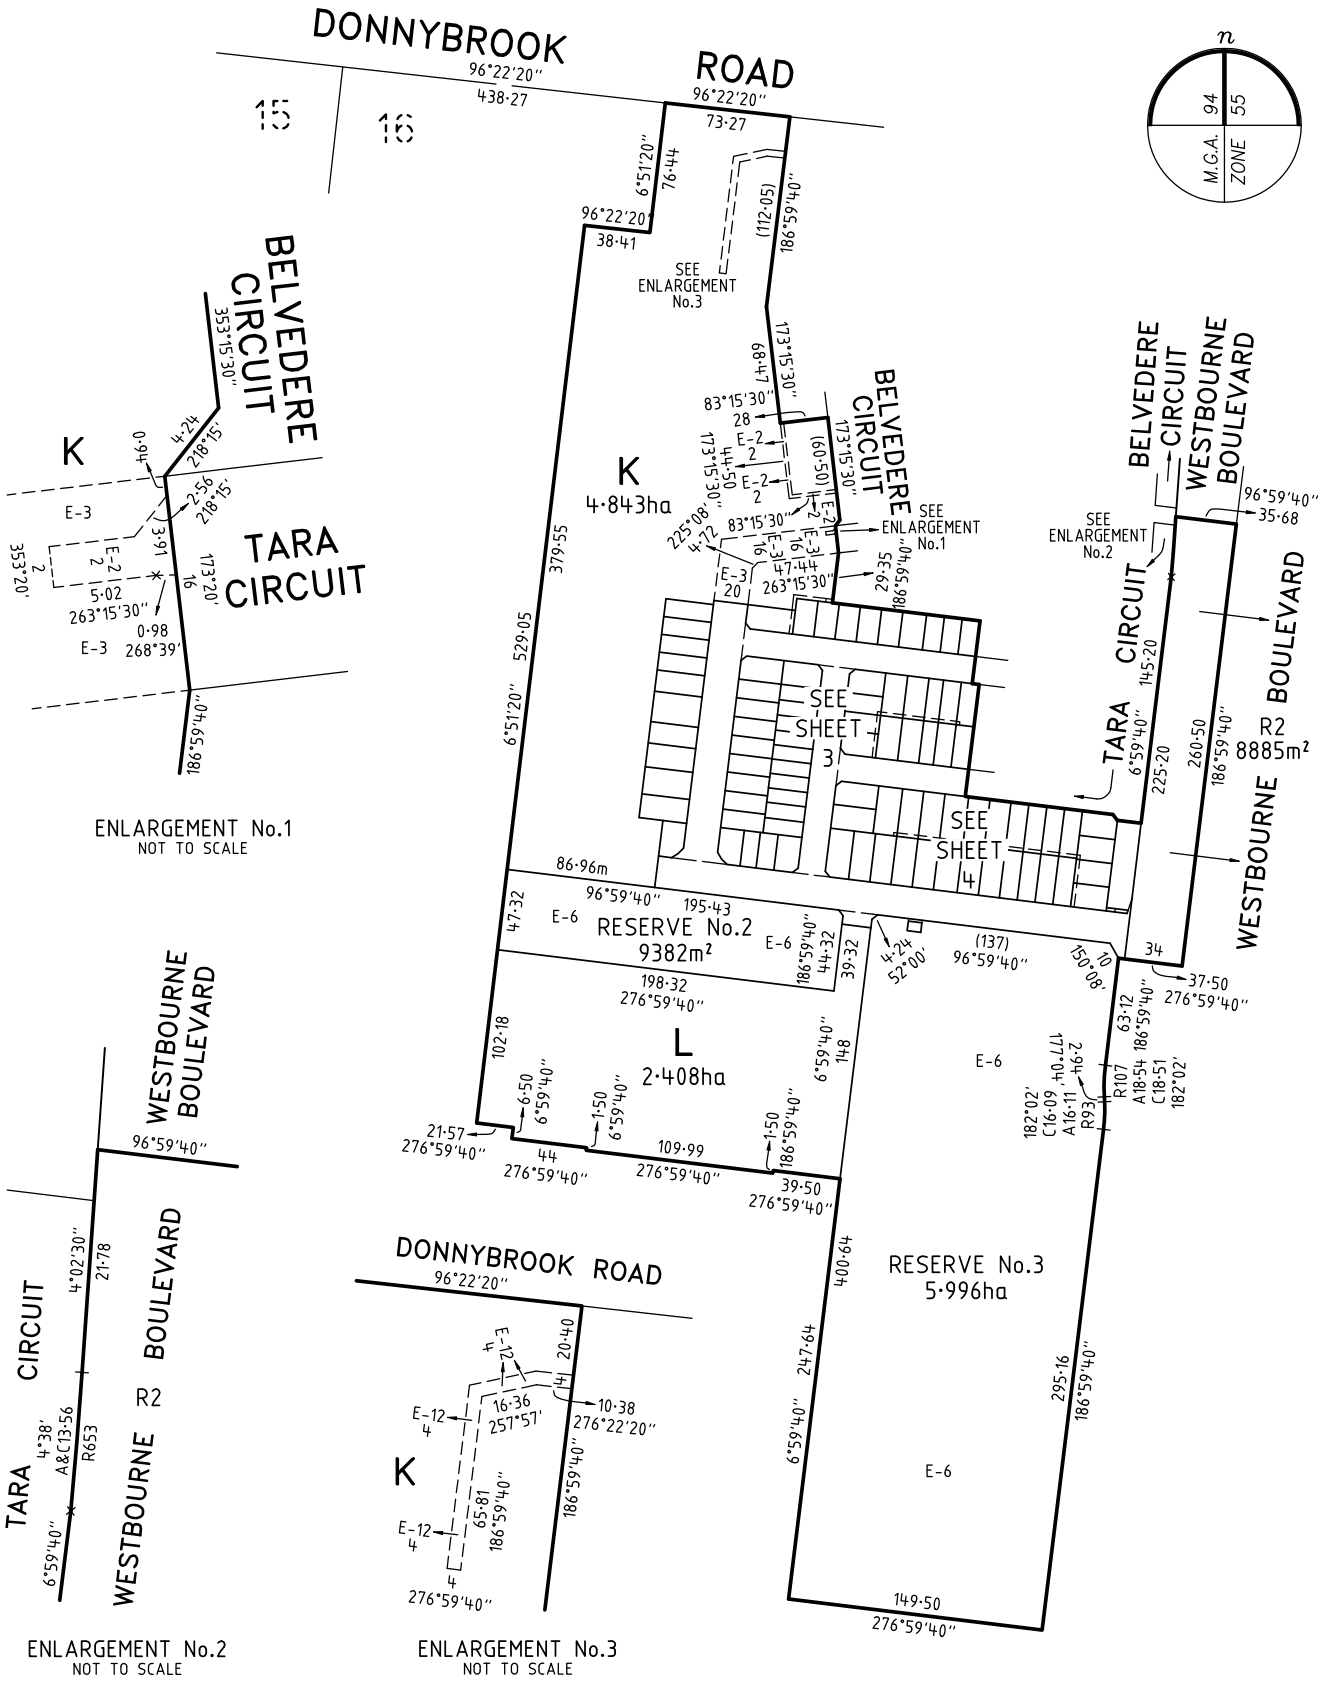 DONNYBROOK
ROAD
96°22'20"
438·27
96°22'20"
73·27
15
16
n
M.G.A. 94
ZONE 55
6°51'20"
76·44
96°22'20"
38·41
(112·05)
186°59'40"
SEE
ENLARGEMENT
No.3
68·47
173°15'30"
83°15'30"
28
BELVEDERE
CIRCUIT
E-2
2
44·50
173°15'30"
E-2
2
(60·50)
173°15'30"
E-2
2
K
4·843ha
225°08'
4·72
83°15'30"
E-3
16
E-3
16
E-3
20
47·44
263°15'30"
SEE
ENLARGEMENT
No.1
29·35
186°59'40"
379·55
529·05
6°51'20"
SEE
SHEET
3
SEE
SHEET
4
86·96m
96°59'40"
195·43
47·32
E-6
RESERVE No.2
9382m²
E-6
186°59'40"
44·32
39·32
4·24
52°00'
(137)
96°59'40"
10
150°08'
34
37·50
276°59'40"
198·32
276°59'40"
102·18
L
2·408ha
6°59'40"
148
6·50
6°59'40"
1·50
6°59'40"
1·50
186°59'40"
21·57
276°59'40"
44
276°59'40"
109·99
276°59'40"
39·50
276°59'40"
E-6
63·12
186°59'40"
2·64
177°04'
R107
A18·54
C18·51
182°02'
182°02'
C16·09
A16·11
R93
RESERVE No.3
5·996ha
400·64
247·64
6°59'40"
295·16
186°59'40"
E-6
149·50
276°59'40"
BELVEDERE
CIRCUIT
WESTBOURNE
BOULEVARD
96°59'40"
35·68
SEE
ENLARGEMENT
No.2
TARA
CIRCUIT
145·20
6°59'40"
225·20
260·50
186°59'40"
R2
8885m²
WESTBOURNE
BOULEVARD
BELVEDERE
CIRCUIT
353°15'30"
K
0·94
4·24
218°15'
2·56
218°15'
E-3
3·91
E-2
2
353°20'
2
5·02
263°15'30"
16
173°20'
0·98
268°39'
E-3
TARA
CIRCUIT
186°59'40"
ENLARGEMENT No.1
NOT TO SCALE
WESTBOURNE
BOULEVARD
96°59'40"
4°02'30"
21·78
TARA
CIRCUIT
4°38'
A&C13·56
R653
6°59'40"
WESTBOURNE
BOULEVARD
R2
ENLARGEMENT No.2
NOT TO SCALE
DONNYBROOK ROAD
96°22'20"
20·40
E-12
4
4
16·36
257°57'
10·38
276°22'20"
E-12
4
K
65·81
186°59'40"
186°59'40"
E-12
4
4
276°59'40"
ENLARGEMENT No.3
NOT TO SCALE